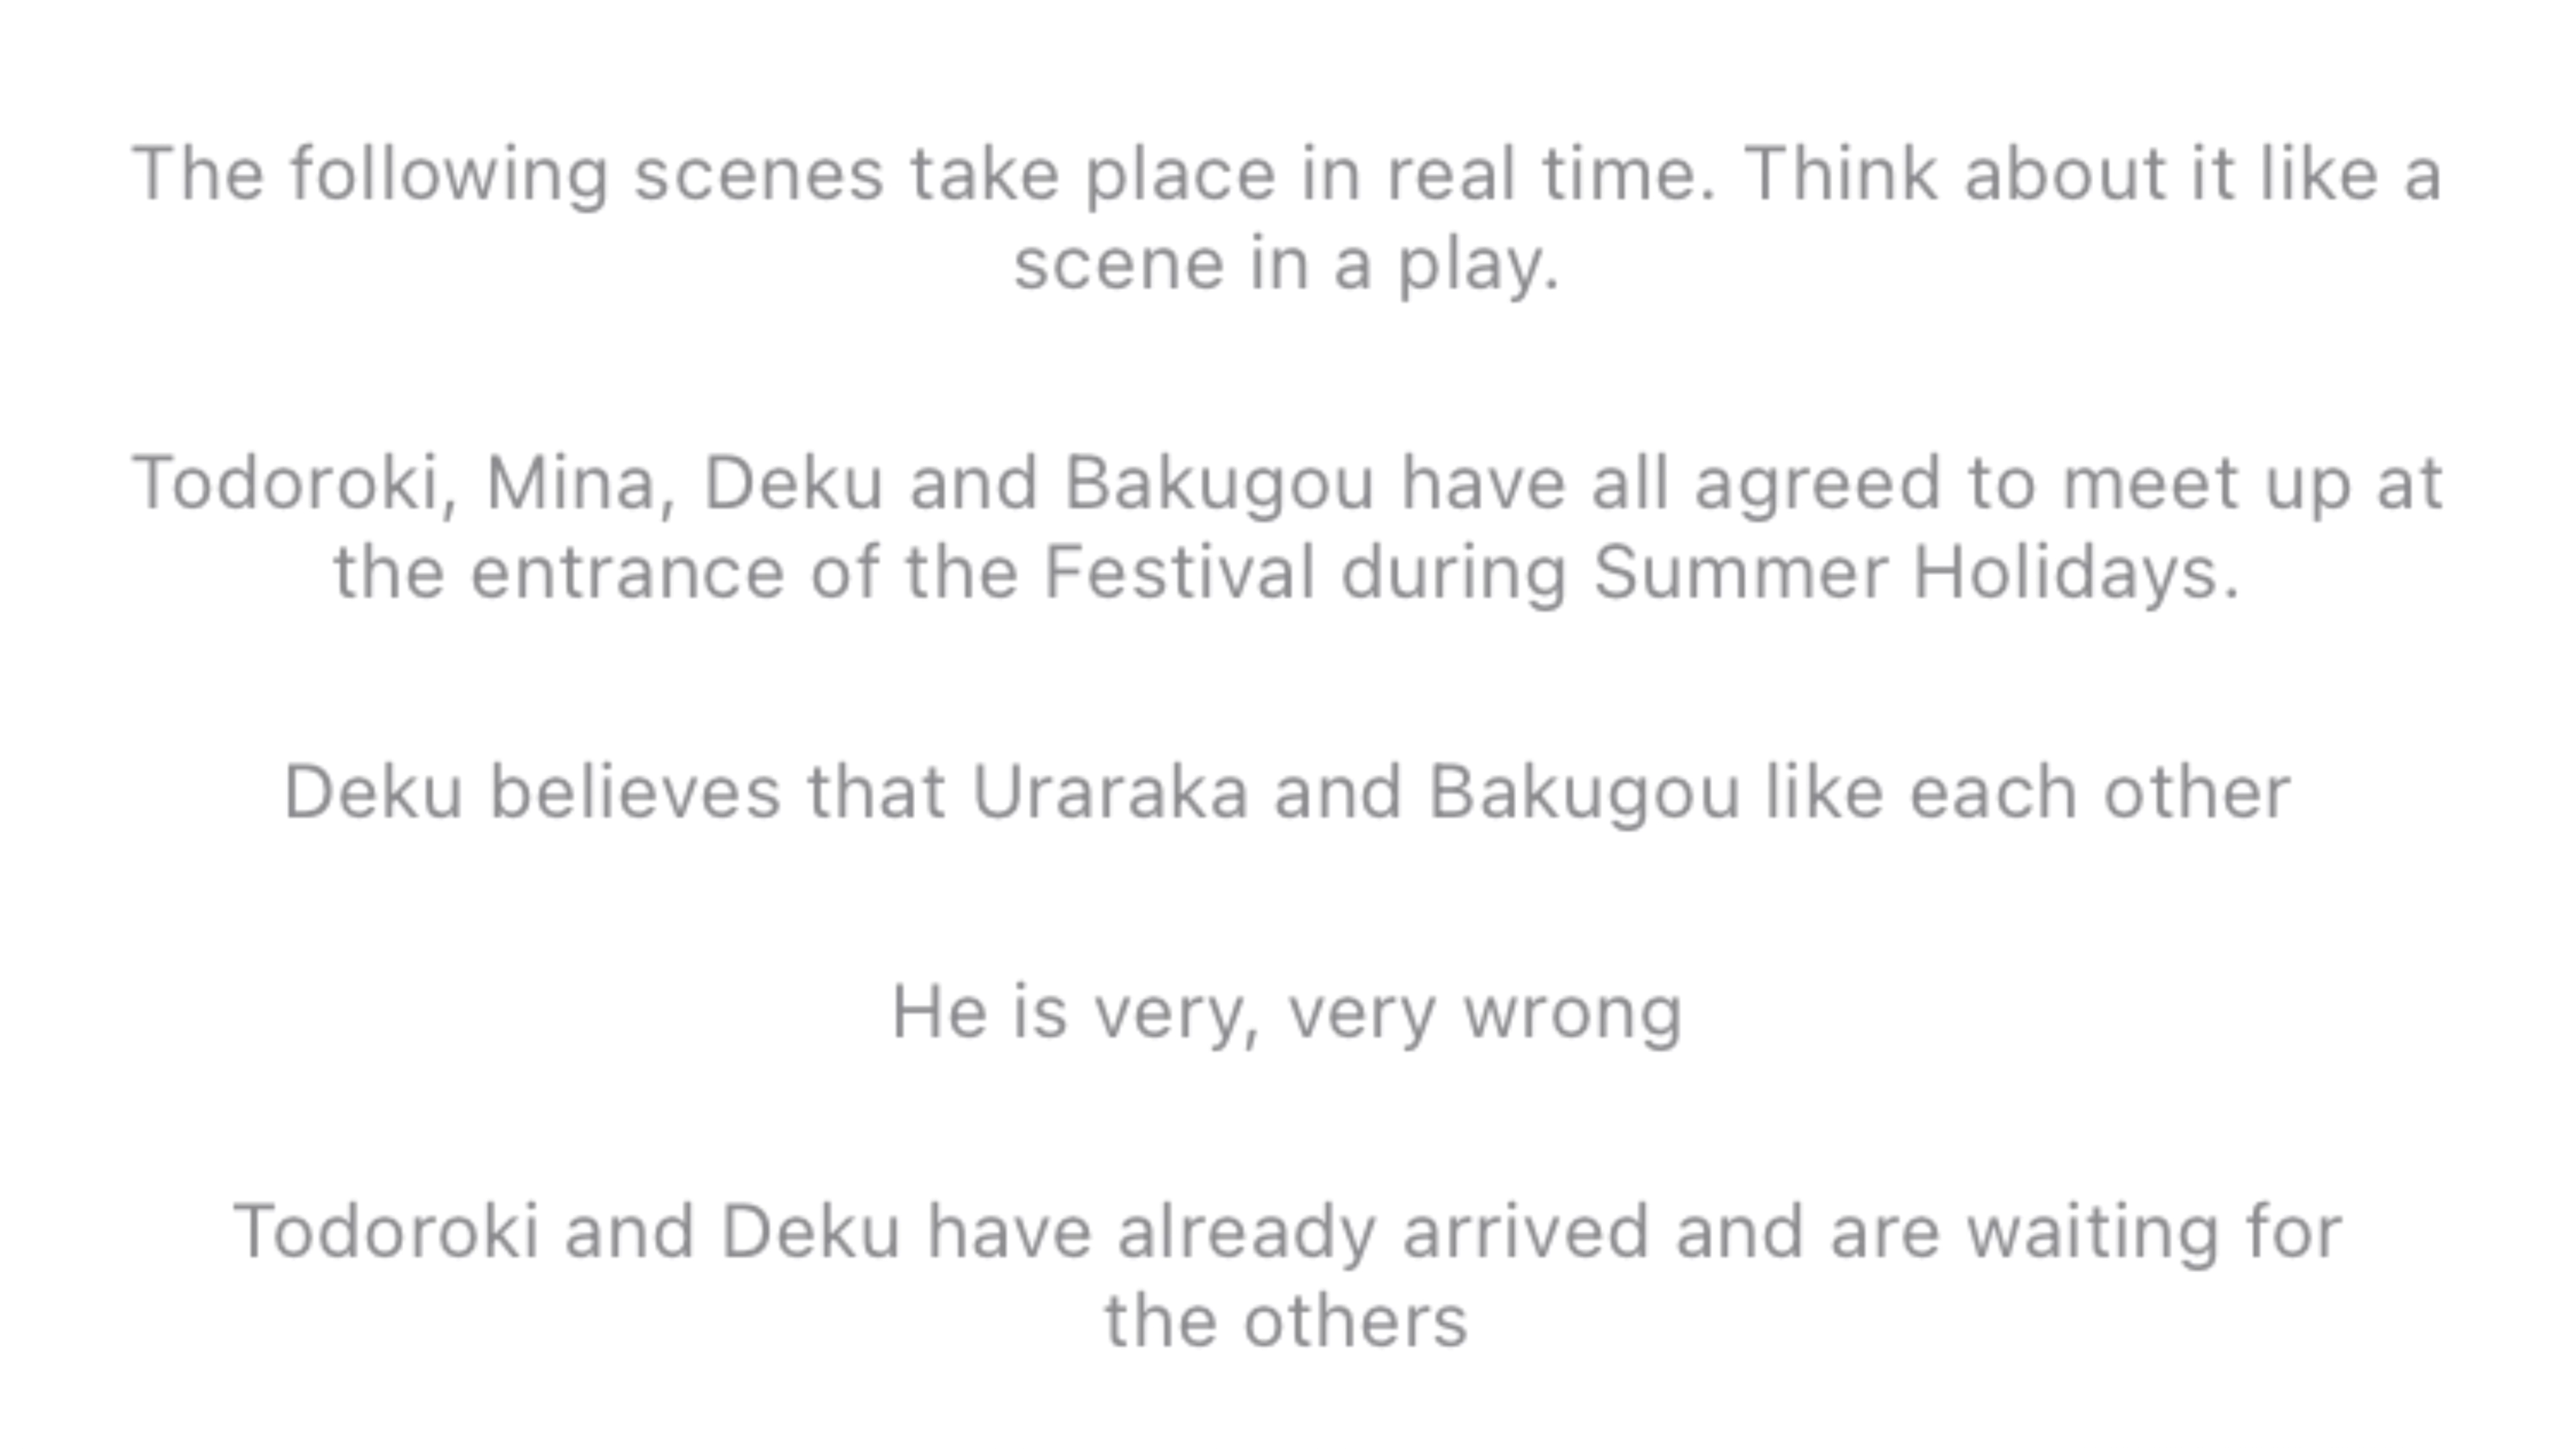 The following scenes take place in real time. Think about it like a
scene in a play.
Todoroki, Mina, Deku and Bakugou have all agreed to meet up at
the entrance of the Festival during Summer Holidays.
Deku believes that Uraraka and Bakugou like each other
He is very, very wrong
Todoroki and Deku have already arrived and are waiting for
the others